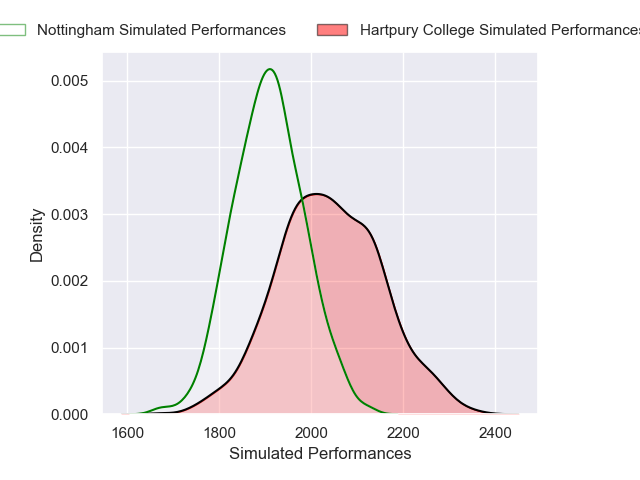 Nottingham Simulated Performances
Hartpury College Simulated Performances
0.005
0.004
0.003
0.002
0.001
0.000
Density
1600
1800
2000
2200
2400
Simulated Performances